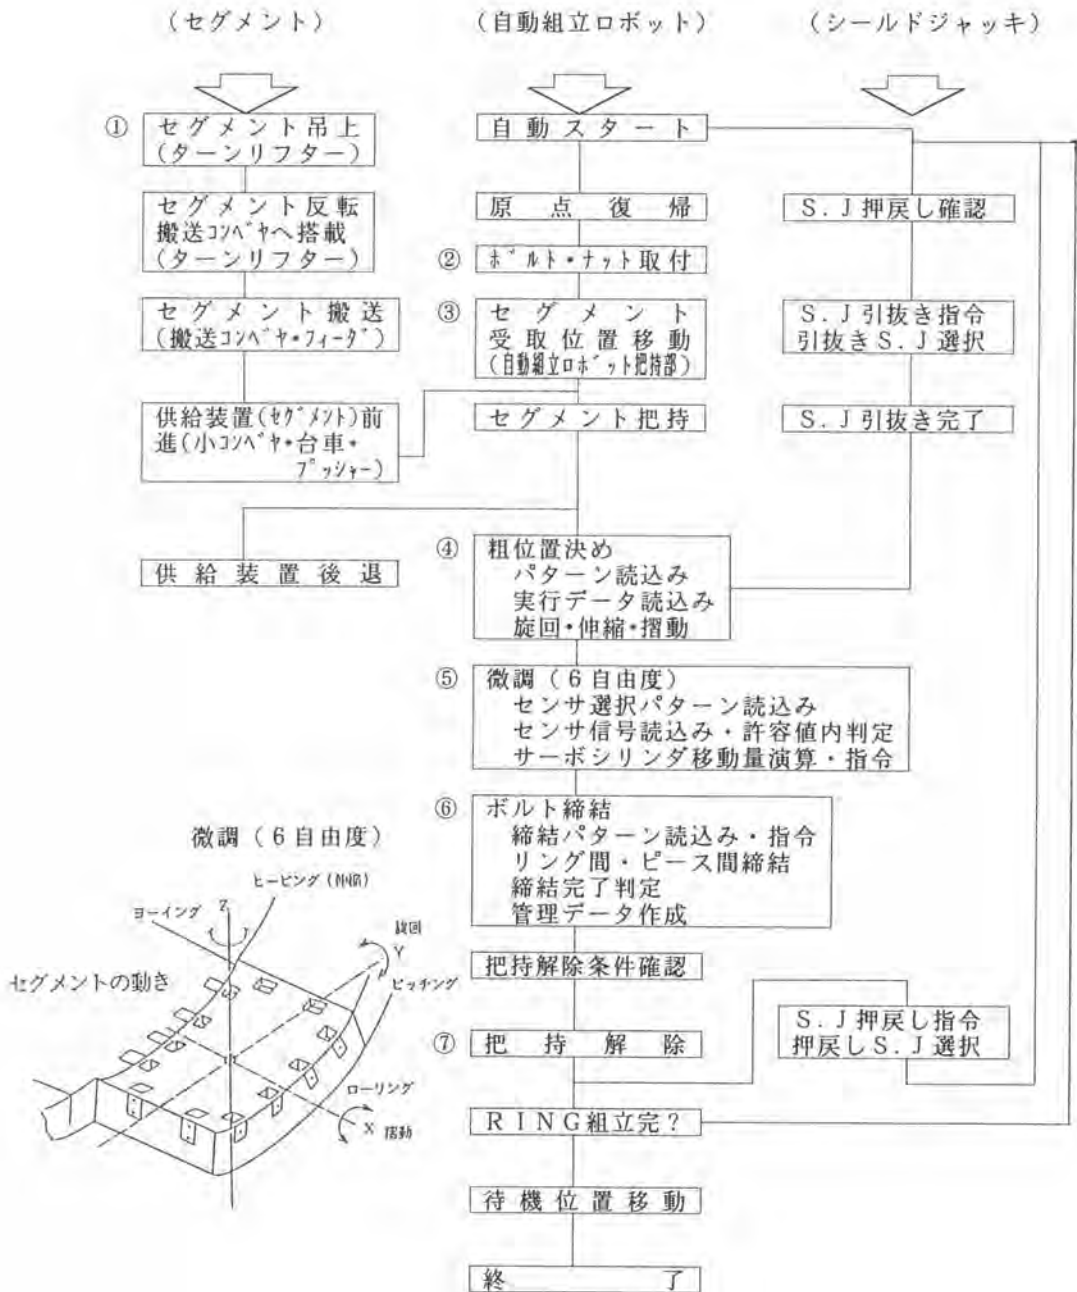 (セグメント)
(自動組立ロボット)
(シールドジャッキ)
① セグメント吊上
(ターンリフター)
セグメント反転
搬送コンベヤへ搭載
(ターンリフター)
セグメント搬送
(搬送コンベヤ・フィーダ)
供給装置(セグメント)前
進(小コンベヤ・台車・
プッシャー)
供給装置後退
自動スタート
原点復帰
② ボルト・ナット取付
③ セグメント
受取位置移動
(自動組立ロボット把持部)
セグメント把持
④ 粗位置決め
パターン読込み
実行データ読込み
旋回・伸縮・摺動
⑤ 微調(6自由度)
センサ選択パターン読込み
センサ信号読込み・許容値内判定
サーボシリンダ移動量演算・指令
⑥ ボルト締結
締結パターン読込み・指令
リング間・ピース間締結
締結完了判定
管理データ作成
把持解除条件確認
⑦ 把持解除
RING組立完?
待機位置移動
終了
S.J押戻し確認
S.J引抜き指令
引抜きS.J選択
S.J引抜き完了
S.J押戻し指令
押戻しS.J選択
微調(6自由度)
ヒービング(伸縮)
ヨーイング
Z
旋回
Y
ピッチング
セグメントの動き
ローリング
X 摺動